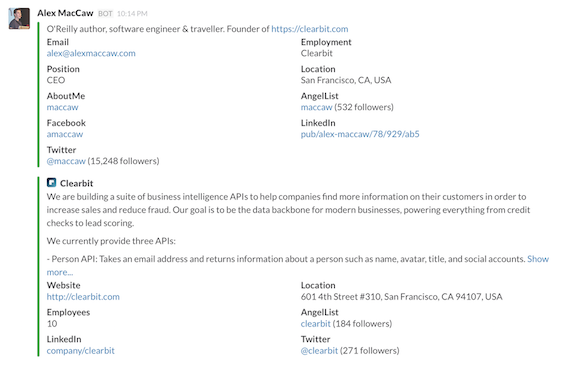 Alex MacCaw BOT 10:14 PM
O'Reilly author, software engineer & traveller. Founder of https://clearbit.com
Email Employment
alex@alexmaccaw.com Clearbit
Position Location
CEO San Francisco, CA, USA
AboutMe AngelList
maccaw maccaw (532 followers)
Facebook LinkedIn
amaccaw pub/alex-maccaw/78/929/ab5
Twitter
@maccaw (15,248 followers)
Clearbit
We are building a suite of business intelligence APIs to help companies find more information on their customers in order to
increase sales and reduce fraud. Our goal is to be the data backbone for modern businesses, powering everything from credit
checks to lead scoring.
We currently provide three APIs:
- Person API: Takes an email address and returns information about a person such as name, avatar, title, and social accounts. Show
more...
Website Location
http://clearbit.com 601 4th Street #310, San Francisco, CA 94107, USA
Employees AngelList
10 clearbit (184 followers)
LinkedIn Twitter
company/clearbit @clearbit (271 followers)